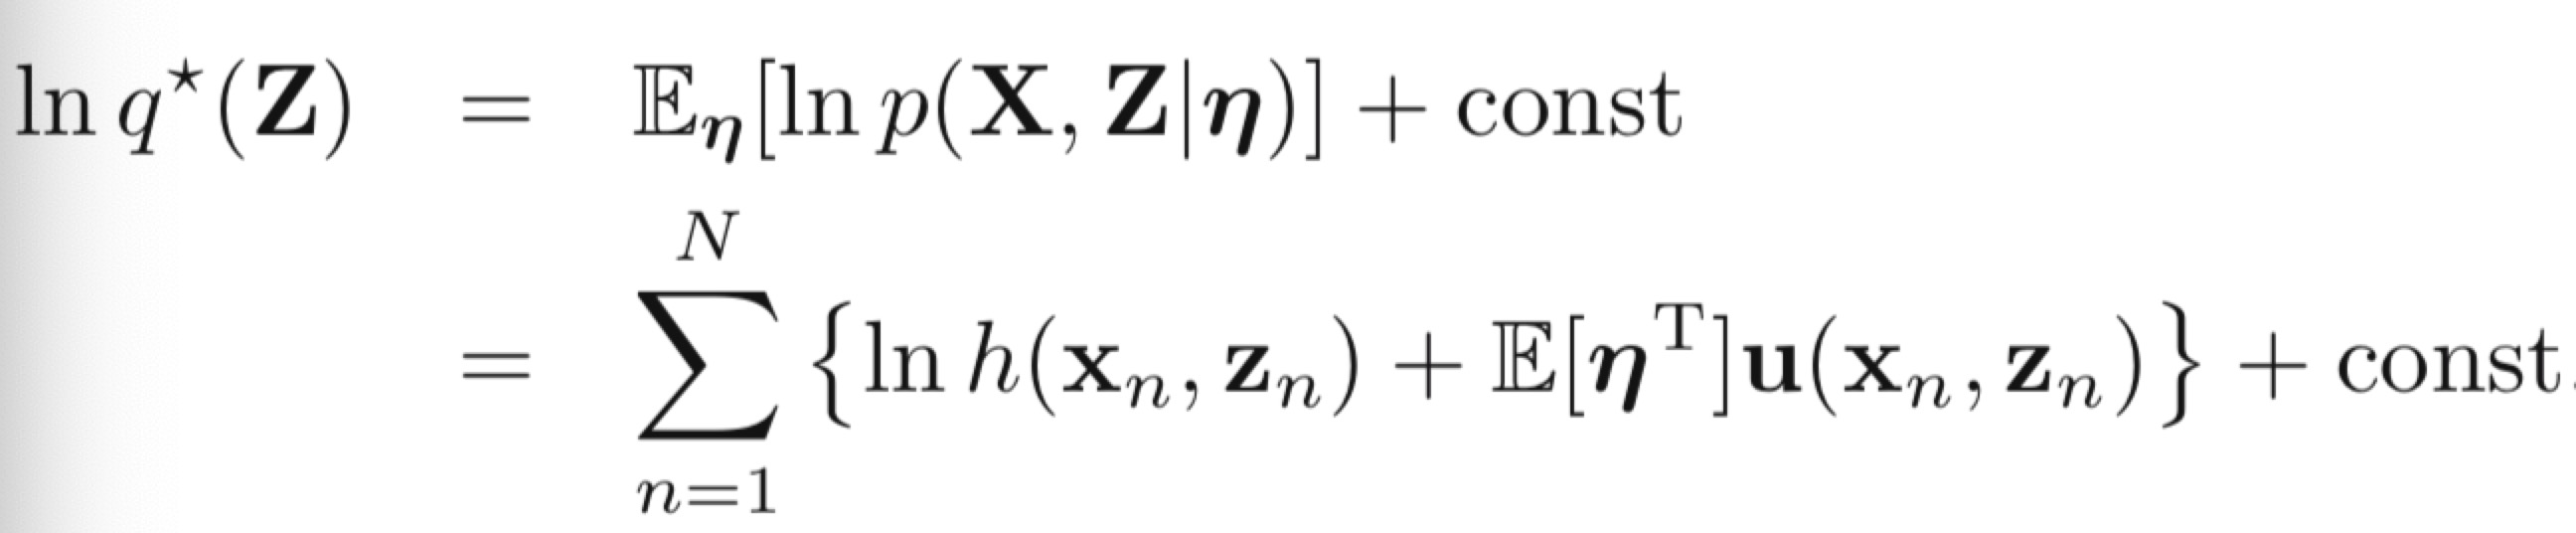 ln q⋆(Z) = 𝔼_η[ln p(X, Z|η)] + const
= ∑_{n=1}^{N} {ln h(x_n, z_n) + 𝔼[η^T]u(x_n, z_n)} + const.